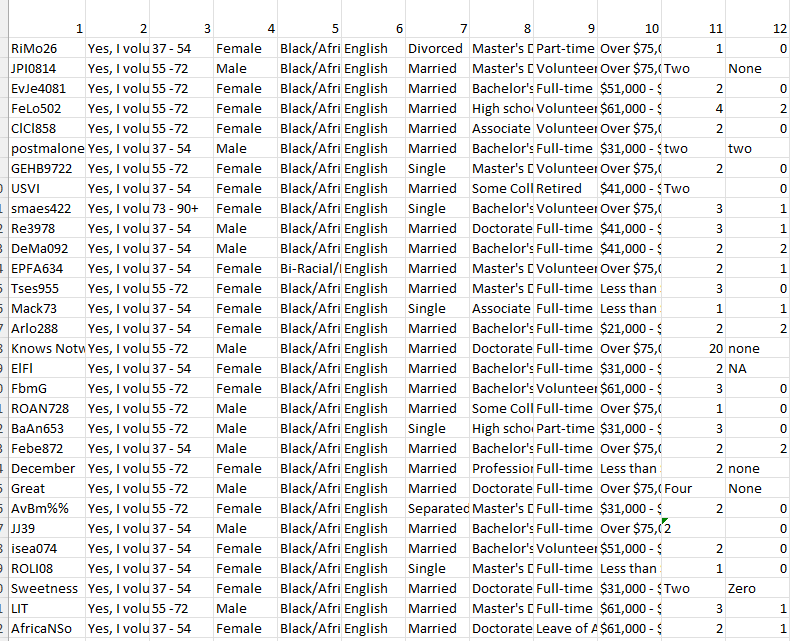 1 2 3 4 5 6 7 8 9 10 11 12
RiMo26 Yes, I volu 37 - 54 Female Black/Afri English Divorced Master's D Part-time Over $75,0 1 0
JPI0814 Yes, I volu 55 -72 Male Black/Afri English Married Master's D Volunteer Over $75,0 Two None
EvJe4081 Yes, I volu 55 -72 Female Black/Afri English Married Bachelor's Full-time $51,000 - $ 2 0
FeLo502 Yes, I volu 55 -72 Female Black/Afri English Married High schoo Volunteer $61,000 - $ 4 2
ClCl858 Yes, I volu 55 -72 Female Black/Afri English Married Associate Volunteer Over $75,0 2 0
postmalone Yes, I volu 37 - 54 Male Black/Afri English Married Bachelor's Full-time $31,000 - $ two two
GEHB9722 Yes, I volu 55 -72 Female Black/Afri English Single Master's D Volunteer Over $75,0 2 0
USVI Yes, I volu 37 - 54 Female Black/Afri English Married Some Coll Retired $41,000 - $ Two 0
smaes422 Yes, I volu 73 - 90+ Female Black/Afri English Single Bachelor's Volunteer Over $75,0 3 1
Re3978 Yes, I volu 37 - 54 Male Black/Afri English Married Doctorate Full-time $41,000 - $ 3 1
DeMa092 Yes, I volu 37 - 54 Male Black/Afri English Married Bachelor's Full-time $41,000 - $ 2 2
EPFA634 Yes, I volu 37 - 54 Female Bi-Racial/ English Married Master's D Volunteer Over $75,0 2 1
Tses955 Yes, I volu 55 -72 Female Black/Afri English Married Master's D Full-time Less than 3 0
Mack73 Yes, I volu 37 - 54 Female Black/Afri English Single Associate Full-time Less than 1 1
Arlo288 Yes, I volu 37 - 54 Female Black/Afri English Married Bachelor's Full-time $21,000 - $ 2 2
Knows Notw Yes, I volu 55 -72 Male Black/Afri English Married Doctorate Full-time Over $75,0 20 none
ElFl Yes, I volu 37 - 54 Female Black/Afri English Married Bachelor's Full-time $31,000 - $ 2 NA
FbmG Yes, I volu 55 -72 Female Black/Afri English Married Bachelor's Volunteer $61,000 - $ 3 0
ROAN728 Yes, I volu 55 -72 Male Black/Afri English Married Some Coll Full-time Over $75,0 1 0
BaAn653 Yes, I volu 55 -72 Male Black/Afri English Single High schoo Part-time $31,000 - $ 3 0
Febe872 Yes, I volu 37 - 54 Male Black/Afri English Married Bachelor's Full-time Over $75,0 2 2
December Yes, I volu 55 -72 Female Black/Afri English Married Profession Full-time Less than 2 none
Great Yes, I volu 55 -72 Male Black/Afri English Married Doctorate Full-time Over $75,0 Four None
AvBm%% Yes, I volu 55 -72 Female Black/Afri English Separated Master's D Full-time $31,000 - $ 2 0
JJ39 Yes, I volu 37 - 54 Male Black/Afri English Married Bachelor's Full-time Over $75,0 2 0
isea074 Yes, I volu 37 - 54 Female Black/Afri English Married Bachelor's Volunteer $51,000 - $ 2 0
ROLI08 Yes, I volu 37 - 54 Female Black/Afri English Single Master's D Full-time Less than 1 0
Sweetness Yes, I volu 37 - 54 Female Black/Afri English Married Doctorate Full-time $31,000 - $ Two Zero
LIT Yes, I volu 55 -72 Male Black/Afri English Married Master's D Full-time $61,000 - $ 3 1
AfricaNSo Yes, I volu 37 - 54 Female Black/Afri English Married Doctorate Leave of A $61,000 - $ 2 1